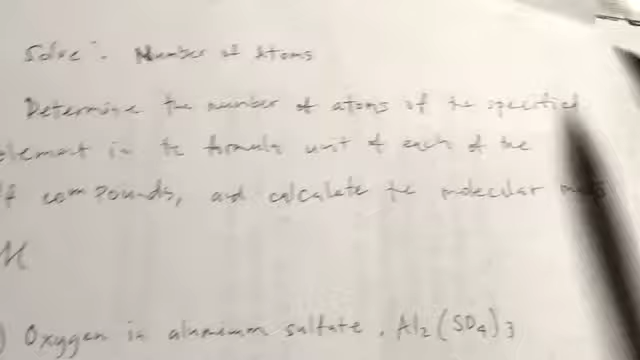 Solve: Number of Atoms
Determine the number of atoms of the specified
element in the formula unit of each of the
compounds, and calculate the molecular mass
M
) Oxygen in aluminum sulfate, Al₂(SO₄)3